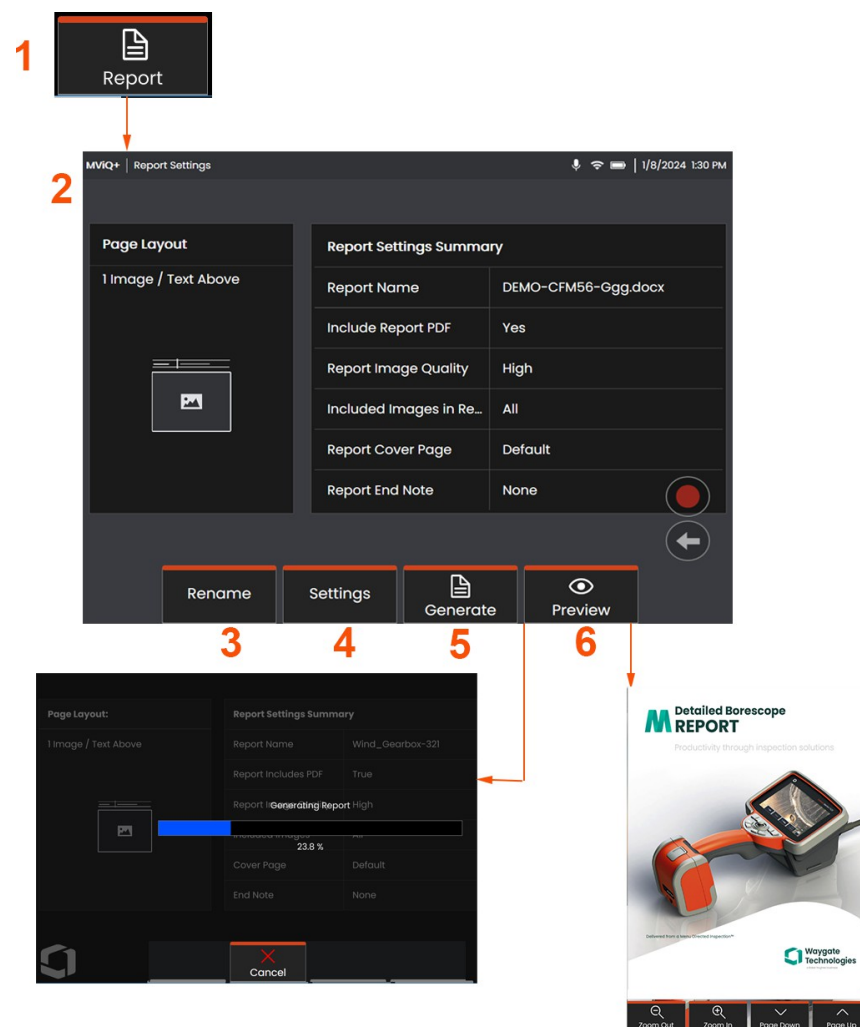 1
Report
2
MViQ+ | Report Settings
1/8/2024 1:30 PM
Page Layout
1 Image / Text Above
Report Settings Summary
Report Name DEMO-CFM56-Ggg.docx
Include Report PDF Yes
Report Image Quality High
Included Images in Re... All
Report Cover Page Default
Report End Note None
Rename
Settings
Generate
Preview
3
4
5
6
Page Layout:
1 Image / Text Above
Report Settings Summary
Report Name Wind_Gearbox-321
Report Includes PDF True
Generating Report
High
23.8 %
Cover Page Default
End Note None
Cancel
Detailed Borescope
REPORT
Productivity through inspection solutions
Delivered from a Menu Directed Inspection™
Waygate
Technologies
Zoom Out
Zoom In
Page Down
Page Up